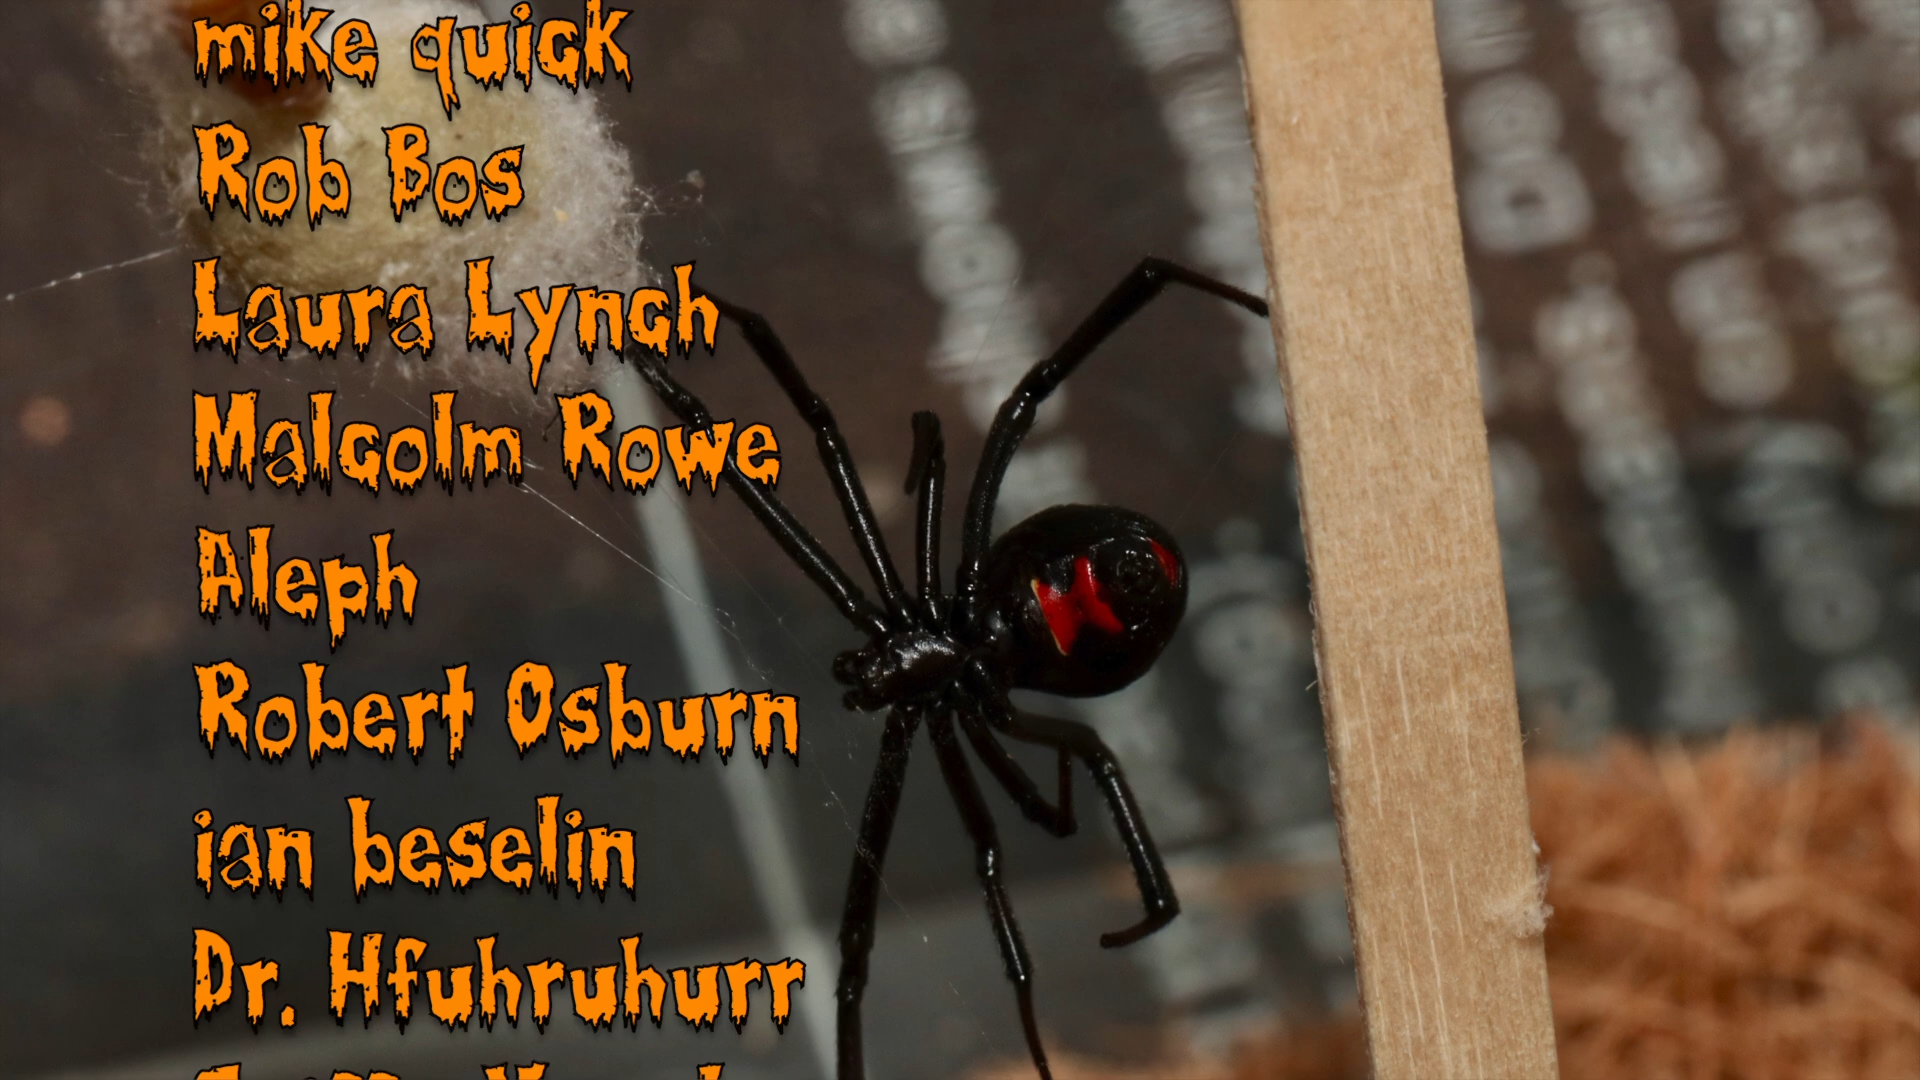 mike quick
Rob Bos
Laura Lynch
Malcolm Rowe
Aleph
Robert Osburn
ian beselin
Dr. Hfuhruhurr